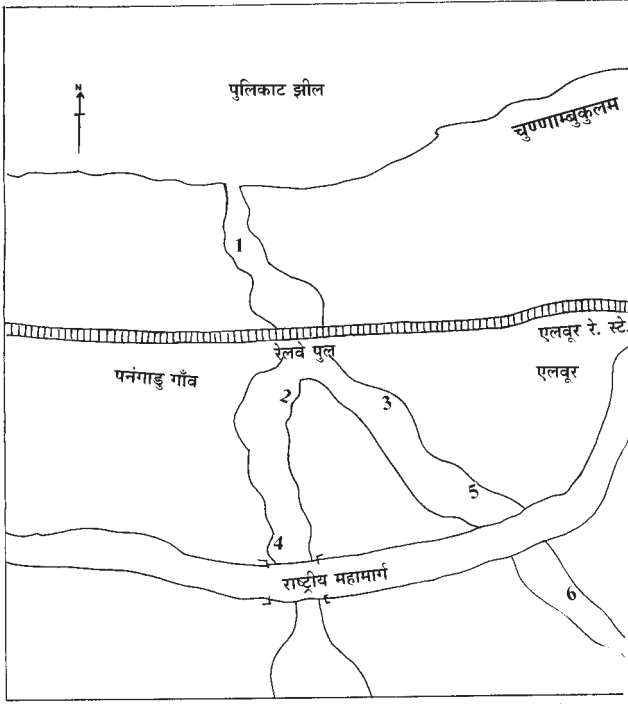 N
पुलिकाट झील
चुण्णाम्बुकुलम
1
एलवूर रे. स्टे.
रेलवे पुल
पनंगाडु गाँव
एलवूर
2
3
5
4
राष्ट्रीय महामार्ग
6